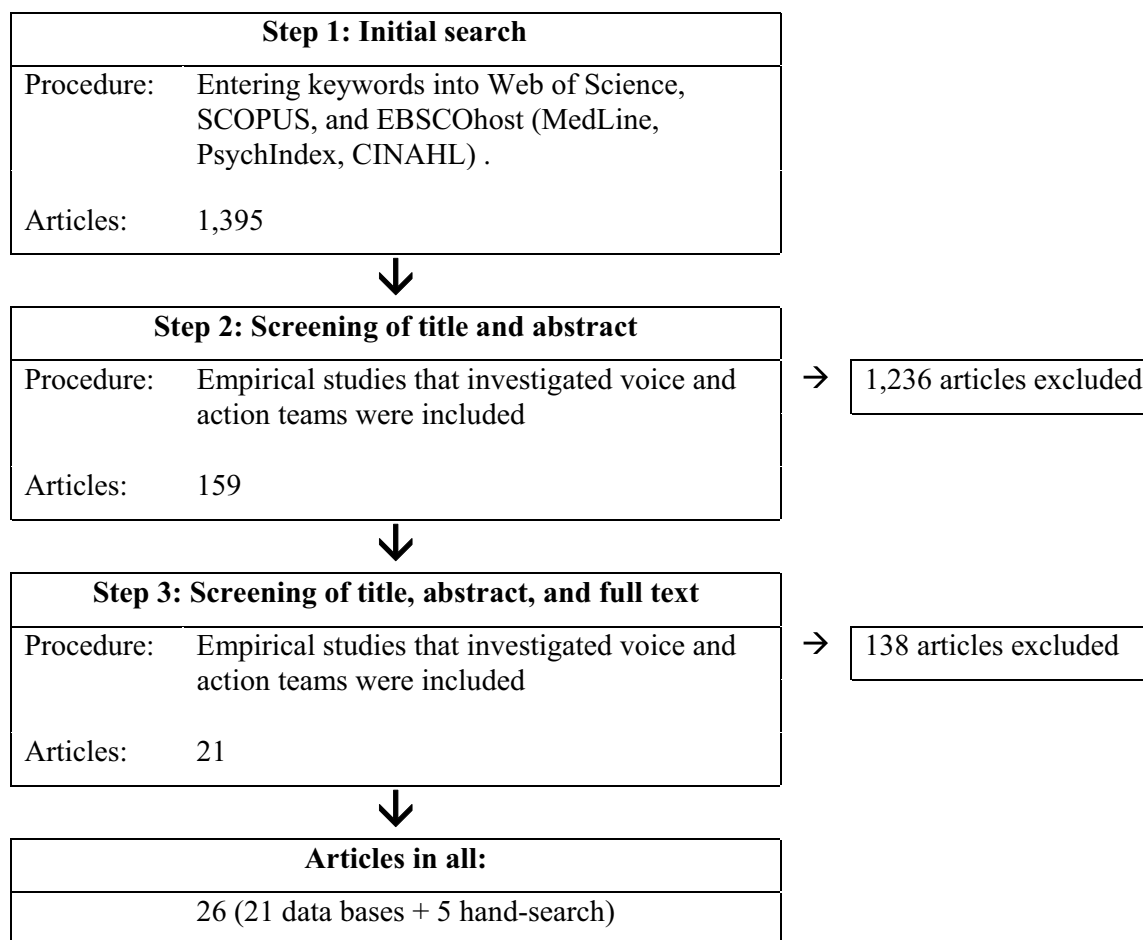 Step 1: Initial search
Procedure: Entering keywords into Web of Science,
SCOPUS, and EBSCOhost (MedLine,
PsychIndex, CINAHL) .
Articles: 1,395
Step 2: Screening of title and abstract
Procedure: Empirical studies that investigated voice and
action teams were included
→ 1,236 articles excluded
Articles: 159
Step 3: Screening of title, abstract, and full text
Procedure: Empirical studies that investigated voice and
action teams were included
→ 138 articles excluded
Articles: 21
Articles in all:
26 (21 data bases + 5 hand-search)